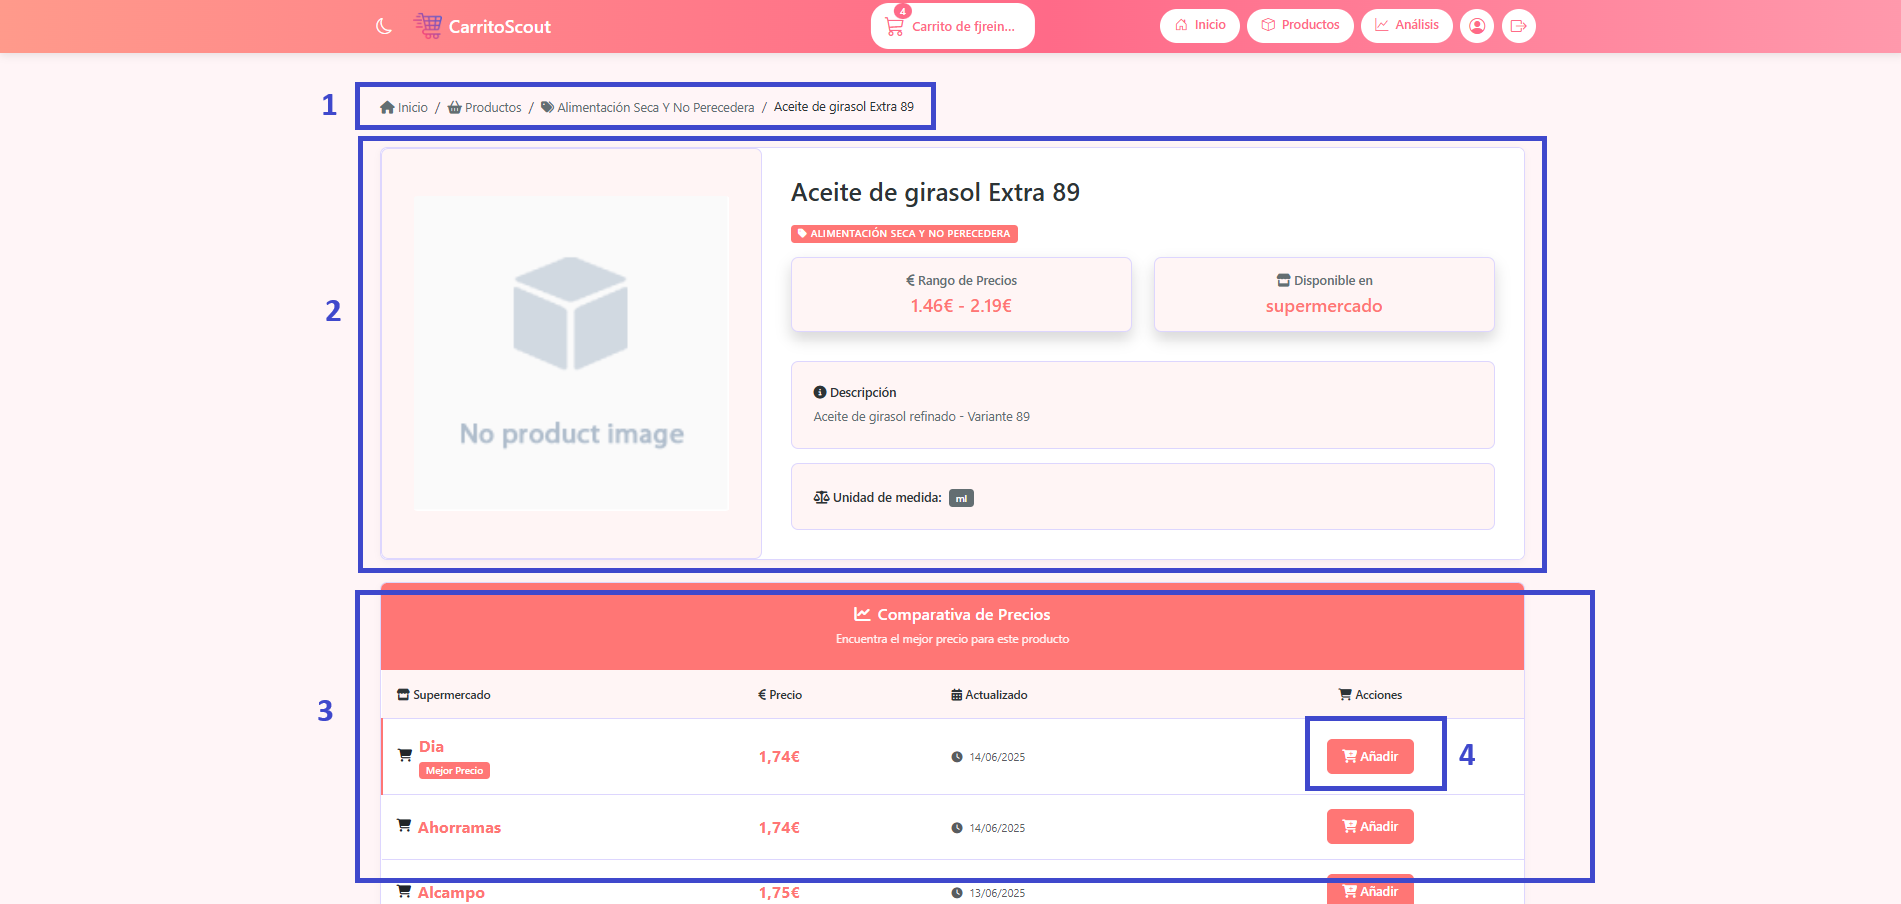 CarritoScout
4
Carrito de fjrein...
Inicio
Productos
Análisis
1
Inicio / Productos / Alimentación Seca Y No Perecedera / Aceite de girasol Extra 89
2
No product image
Aceite de girasol Extra 89
ALIMENTACIÓN SECA Y NO PERECEDERA
€ Rango de Precios
1.46€ - 2.19€
Disponible en
supermercado
Descripción
Aceite de girasol refinado - Variante 89
Unidad de medida: ml
3
Comparativa de Precios
Encuentra el mejor precio para este producto
Supermercado € Precio Actualizado Acciones
Dia 1,74€ 14/06/2025 Añadir 4
Mejor Precio
Ahorramas 1,74€ 14/06/2025 Añadir
Alcampo 1,75€ 13/06/2025 Añadir